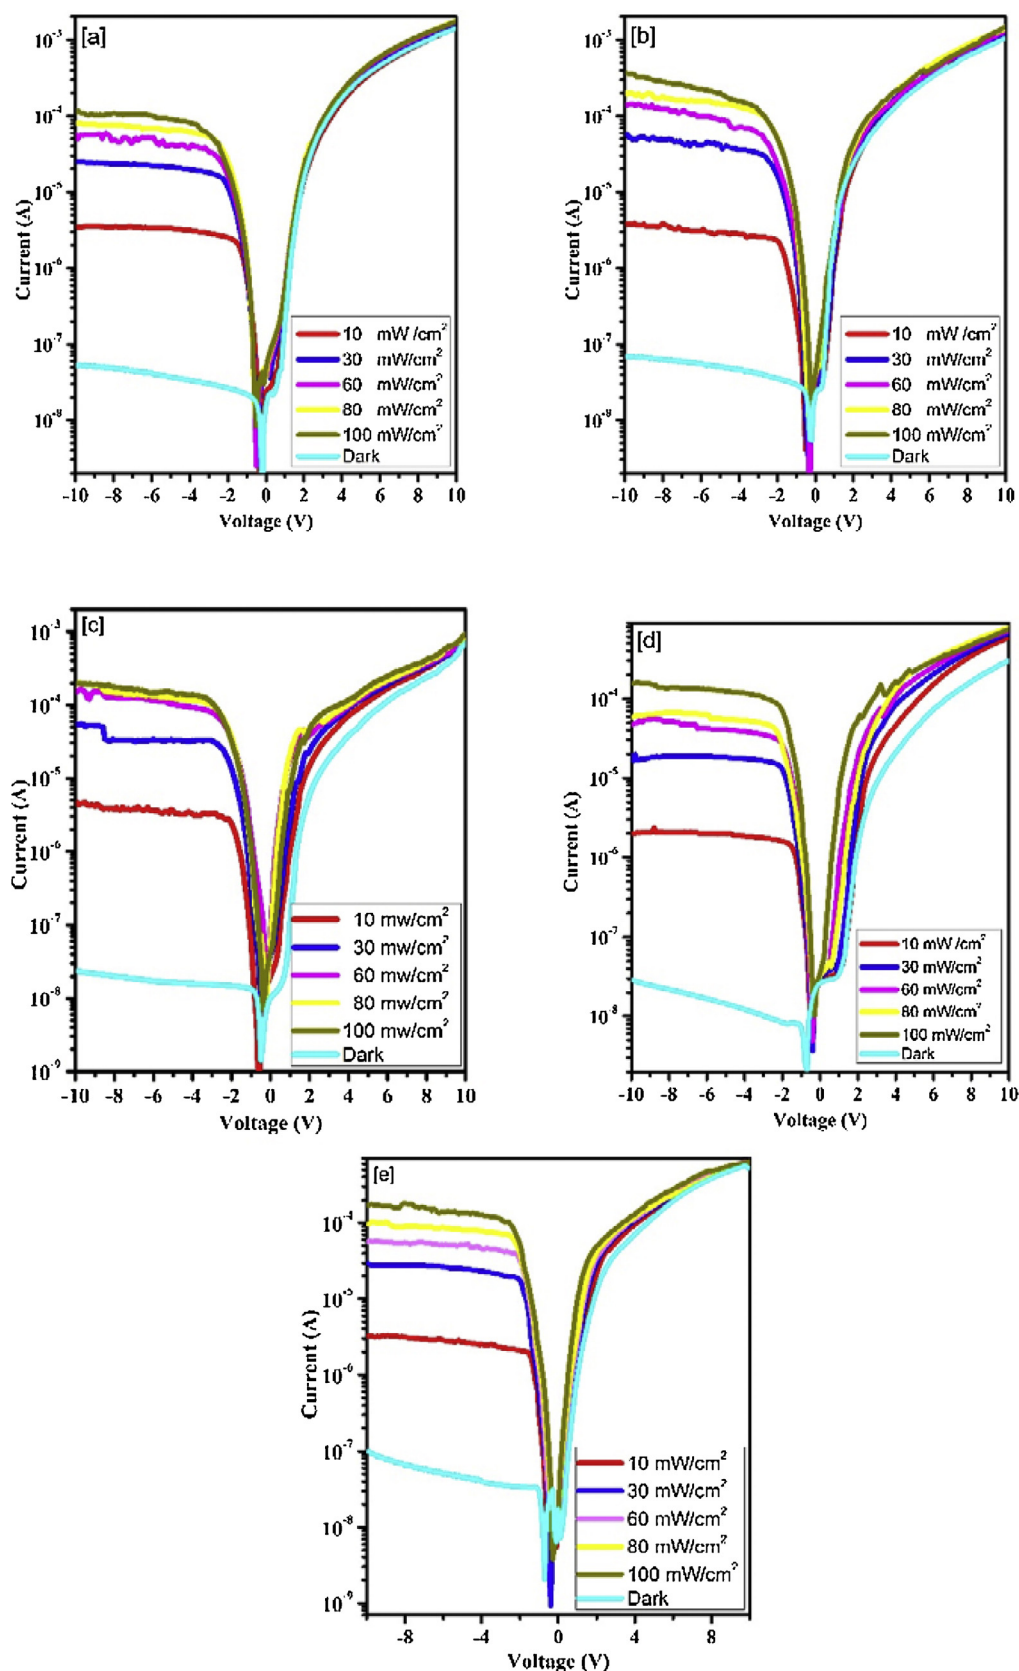 [a]
10⁻³
10⁻⁴
10⁻⁵
10⁻⁶
10⁻⁷
10⁻⁸
Current (A)
10 mW /cm²
30 mW/cm²
60 mW/cm²
80 mW/cm²
100 mW/cm²
Dark
-10 -8 -6 -4 -2 0 2 4 6 8 10
Voltage (V)
[b]
10⁻³
10⁻⁴
10⁻⁵
10⁻⁶
10⁻⁷
10⁻⁸
Current (A)
10 mW /cm²
30 mW/cm²
60 mW/cm²
80 mW/cm²
100 mW/cm²
Dark
-10 -8 -6 -4 -2 0 2 4 6 8 10
Voltage (V)
[c]
10⁻³
10⁻⁴
10⁻⁵
10⁻⁶
10⁻⁷
10⁻⁸
10⁻⁹
Current (A)
10 mw/cm²
30 mw/cm²
60 mw/cm²
80 mw/cm²
100 mw/cm²
Dark
-10 -8 -6 -4 -2 0 2 4 6 8 10
Voltage (V)
[d]
10⁻⁴
10⁻⁵
10⁻⁶
10⁻⁷
10⁻⁸
Current (A)
10 mW /cm²
30 mW/cm²
60 mW/cm²
80 mW/cm²
100 mW/cm²
Dark
-10 -8 -6 -4 -2 0 2 4 6 8 10
Voltage (V)
[e]
10⁻⁴
10⁻⁵
10⁻⁶
10⁻⁷
10⁻⁸
10⁻⁹
Current (A)
10 mW/cm²
30 mW/cm²
60 mW/cm²
80 mW/cm²
100 mW/cm²
Dark
-8 -4 0 4 8
Voltage (V)